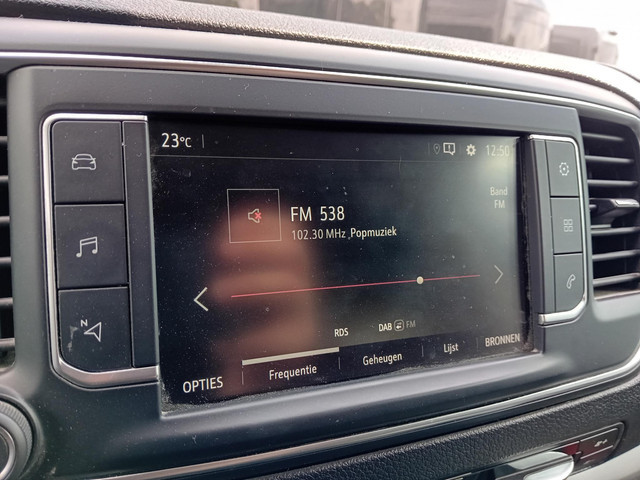 23°C
12:50
Band
FM
FM 538
102.30 MHz ,Popmuziek
N
RDS
DAB FM
OPTIES
Frequentie
Geheugen
Lijst
BRONNEN